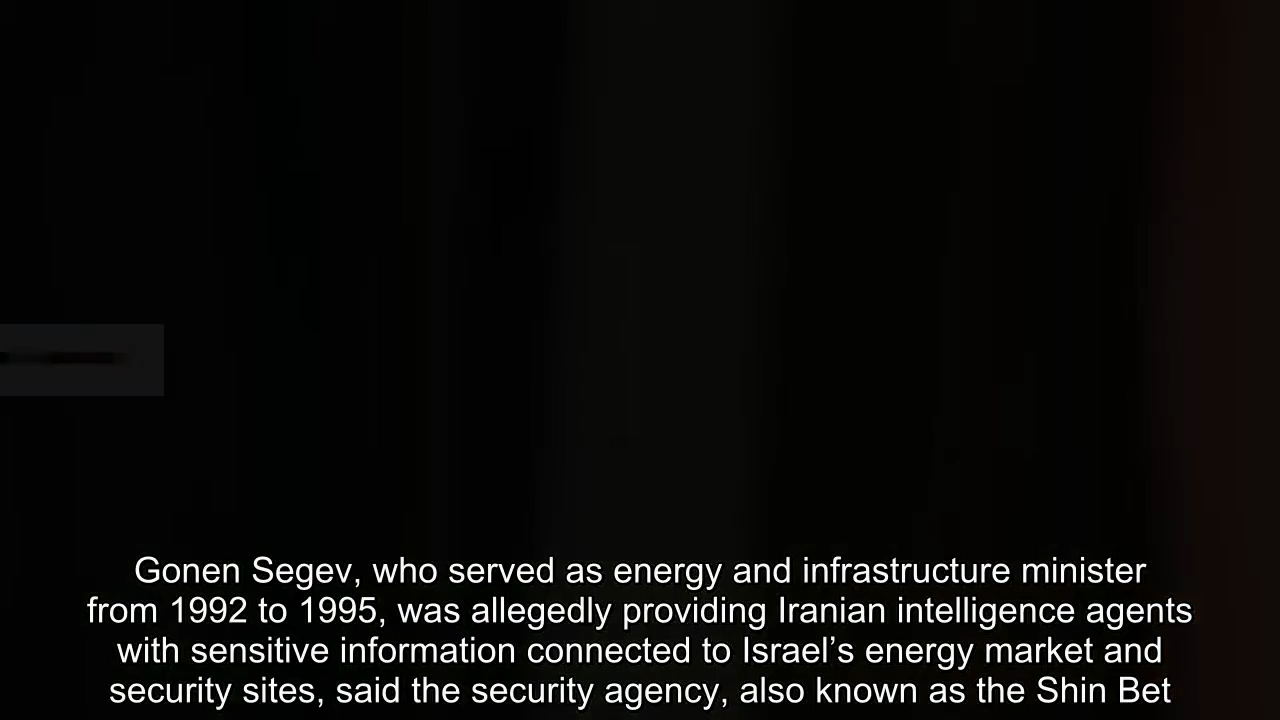 Gonen Segev, who served as energy and infrastructure minister
from 1992 to 1995, was allegedly providing Iranian intelligence agents
with sensitive information connected to Israel’s energy market and
security sites, said the security agency, also known as the Shin Bet